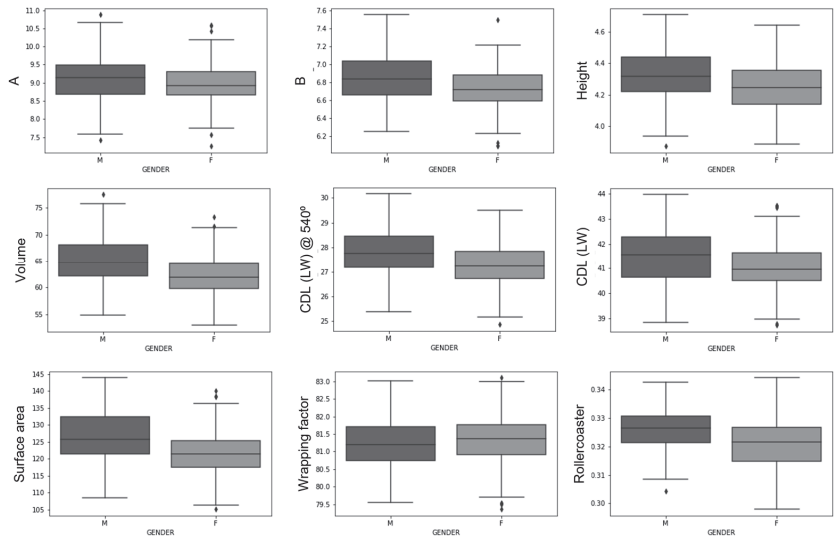 A
11.0
10.5
10.0
9.5
9.0
8.5
8.0
7.5
M
F
GENDER
B
7.6
7.4
7.2
7.0
6.8
6.6
6.4
6.2
M
F
GENDER
Height
4.6
4.4
4.2
4.0
M
F
GENDER
Volume
75
70
65
60
55
M
F
GENDER
CDL (LW) @ 540º
30
29
28
27
26
25
M
F
GENDER
CDL (LW)
44
43
42
41
40
39
M
F
GENDER
Surface area
145
140
135
130
125
120
115
110
105
M
F
GENDER
Wrapping factor
83.0
82.5
82.0
81.5
81.0
80.5
80.0
79.5
M
F
GENDER
Rollercoaster
0.34
0.33
0.32
0.31
0.30
M
F
GENDER